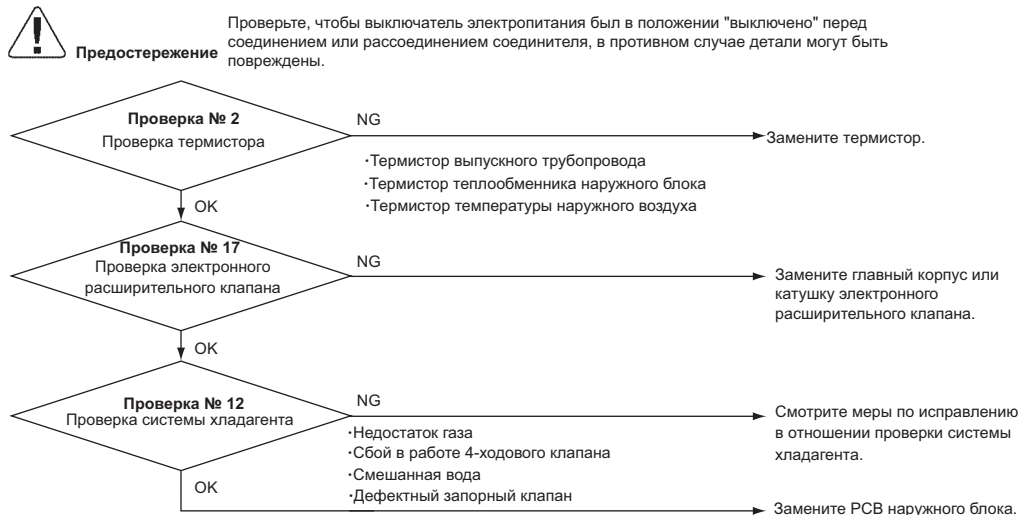 Проверьте, чтобы выключатель электропитания был в положении "выключено" перед
Предостережение соединением или рассоединением соединителя, в противном случае детали могут быть
повреждены.
Проверка № 2
Проверка термистора
NG
Замените термистор.
·Термистор выпускного трубопровода
·Термистор теплообменника наружного блока
·Термистор температуры наружного воздуха
OK
Проверка № 17
Проверка электронного
расширительного клапана
NG
Замените главный корпус или
катушку электронного
расширительного клапана.
OK
Проверка № 12
Проверка системы хладагента
NG
·Недостаток газа
·Сбой в работе 4-ходового клапана
·Смешанная вода
·Дефектный запорный клапан
Смотрите меры по исправлению
в отношении проверки системы
хладагента.
OK
Замените PCB наружного блока.